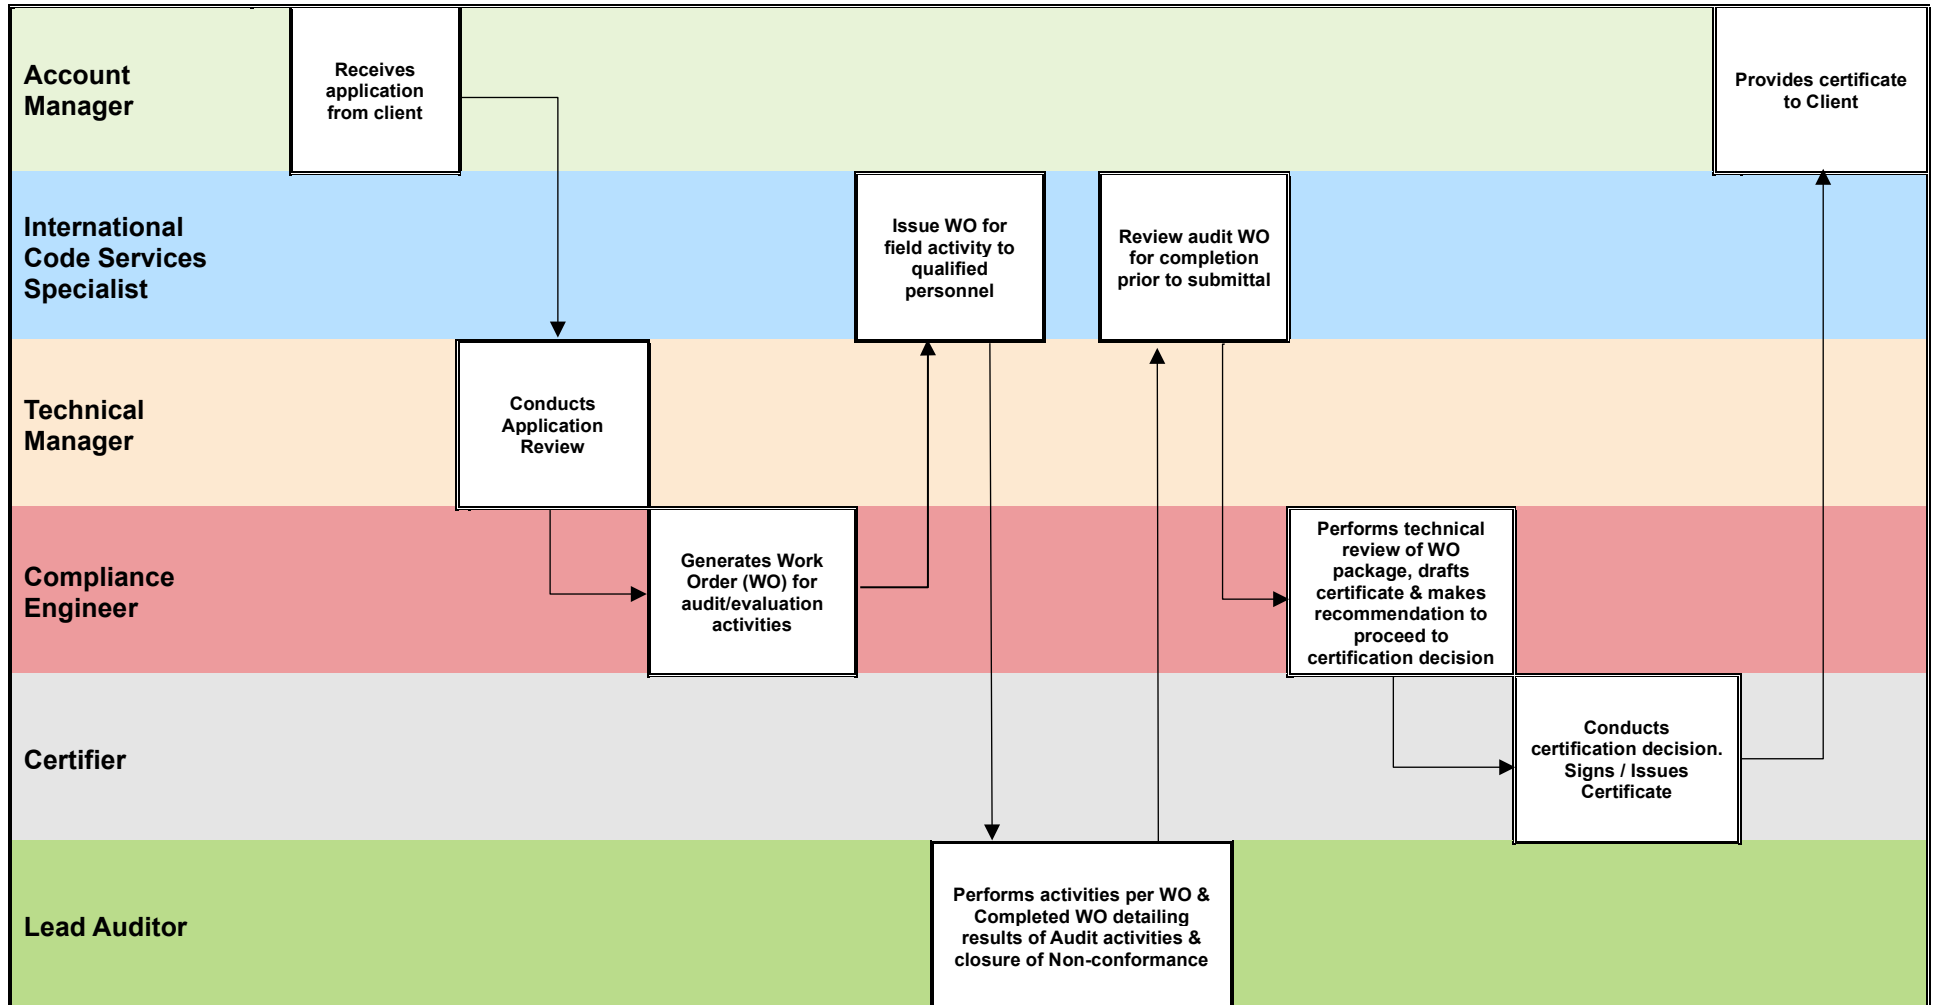 Account
Manager
Receives
application
from client
Provides certificate
to Client
International
Code Services
Specialist
Issue WO for
field activity to
qualified
personnel
Review audit WO
for completion
prior to submittal
Technical
Manager
Conducts
Application
Review
Compliance
Engineer
Generates Work
Order (WO) for
audit/evaluation
activities
Performs technical
review of WO
package, drafts
certificate & makes
recommendation to
proceed to
certification decision
Certifier
Conducts
certification decision.
Signs / Issues
Certificate
Lead Auditor
Performs activities per WO &
Completed WO detailing
results of Audit activities &
closure of Non-conformance